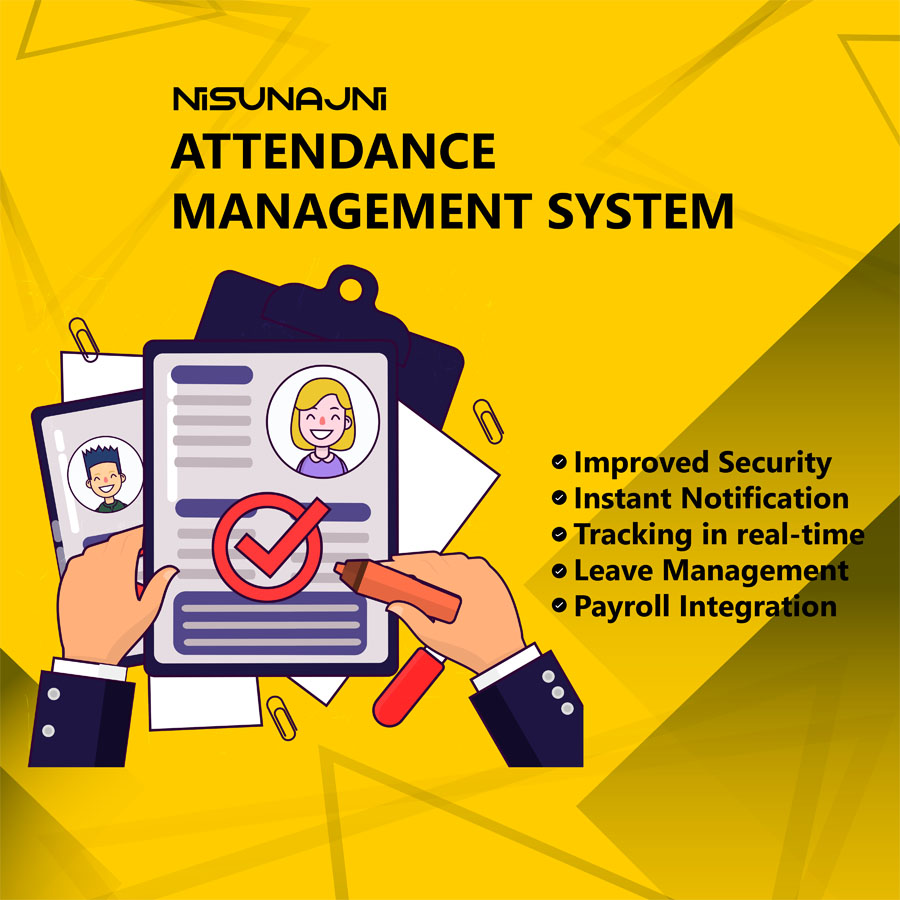 NiSUNAJNi
ATTENDANCE
MANAGEMENT SYSTEM
Improved Security
Instant Notification
Tracking in real-time
Leave Management
Payroll Integration